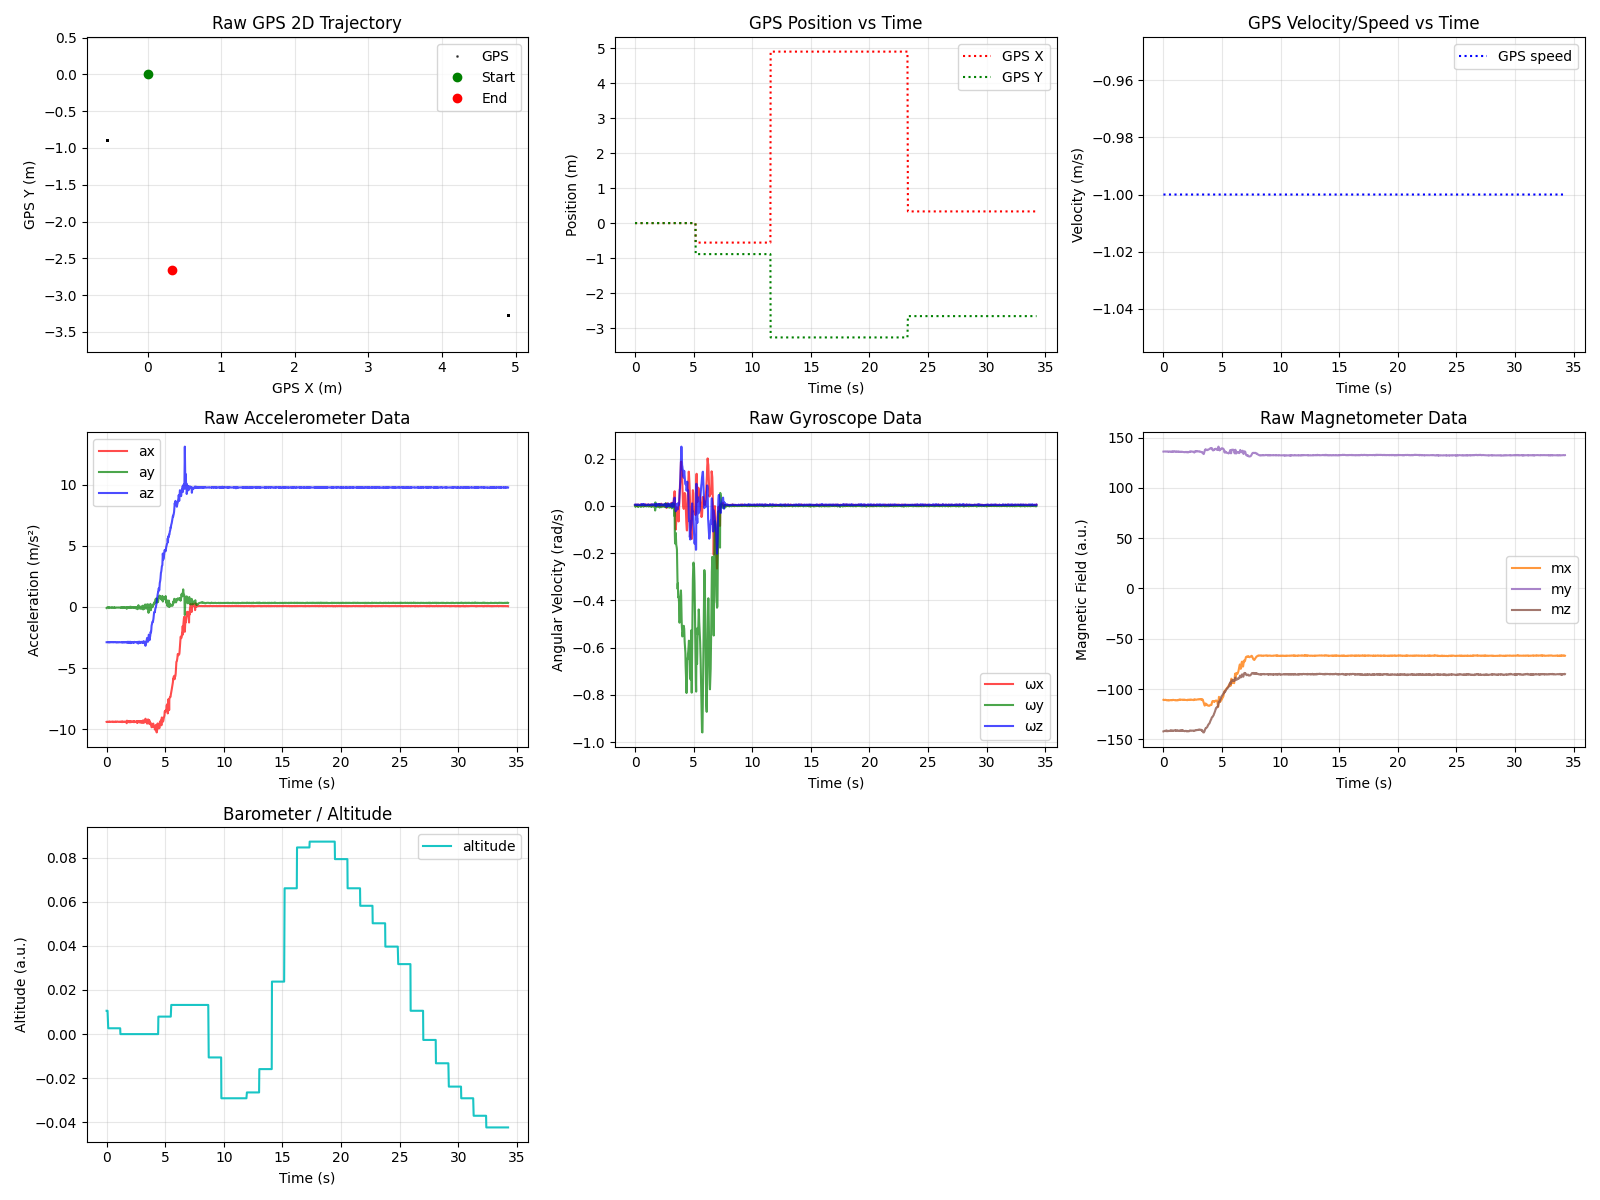 Raw GPS 2D Trajectory
GPS Y (m)
0.5
0.0
−0.5
−1.0
−1.5
−2.0
−2.5
−3.0
−3.5
0 1 2 3 4 5
GPS X (m)
GPS
Start
End
GPS Position vs Time
Position (m)
5
4
3
2
1
0
−1
−2
−3
0 5 10 15 20 25 30 35
Time (s)
GPS X
GPS Y
GPS Velocity/Speed vs Time
Velocity (m/s)
−0.96
−0.98
−1.00
−1.02
−1.04
0 5 10 15 20 25 30 35
Time (s)
GPS speed
Raw Accelerometer Data
Acceleration (m/s²)
10
5
0
−5
−10
0 5 10 15 20 25 30 35
Time (s)
ax
ay
az
Raw Gyroscope Data
Angular Velocity (rad/s)
0.2
0.0
−0.2
−0.4
−0.6
−0.8
−1.0
0 5 10 15 20 25 30 35
Time (s)
ωx
ωy
ωz
Raw Magnetometer Data
Magnetic Field (a.u.)
150
100
50
0
−50
−100
−150
0 5 10 15 20 25 30 35
Time (s)
mx
my
mz
Barometer / Altitude
Altitude (a.u.)
0.08
0.06
0.04
0.02
0.00
−0.02
−0.04
0 5 10 15 20 25 30 35
Time (s)
altitude